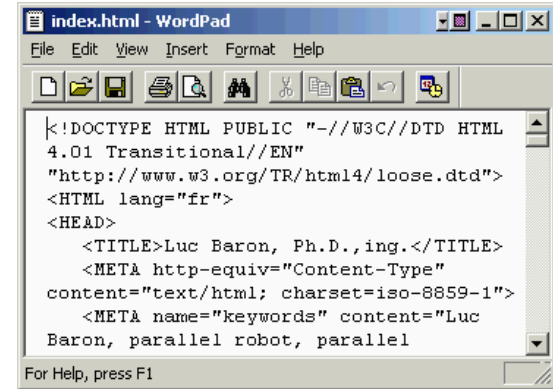 index.html - WordPad
File Edit View Insert Format Help
<!DOCTYPE HTML PUBLIC "-//W3C//DTD HTML
4.01 Transitional//EN"
"http://www.w3.org/TR/html4/loose.dtd">
<HTML lang="fr">
<HEAD>
<TITLE>Luc Baron, Ph.D.,ing.</TITLE>
<META http-equiv="Content-Type"
content="text/html; charset=iso-8859-1">
<META name="keywords" content="Luc
Baron, parallel robot, parallel
For Help, press F1